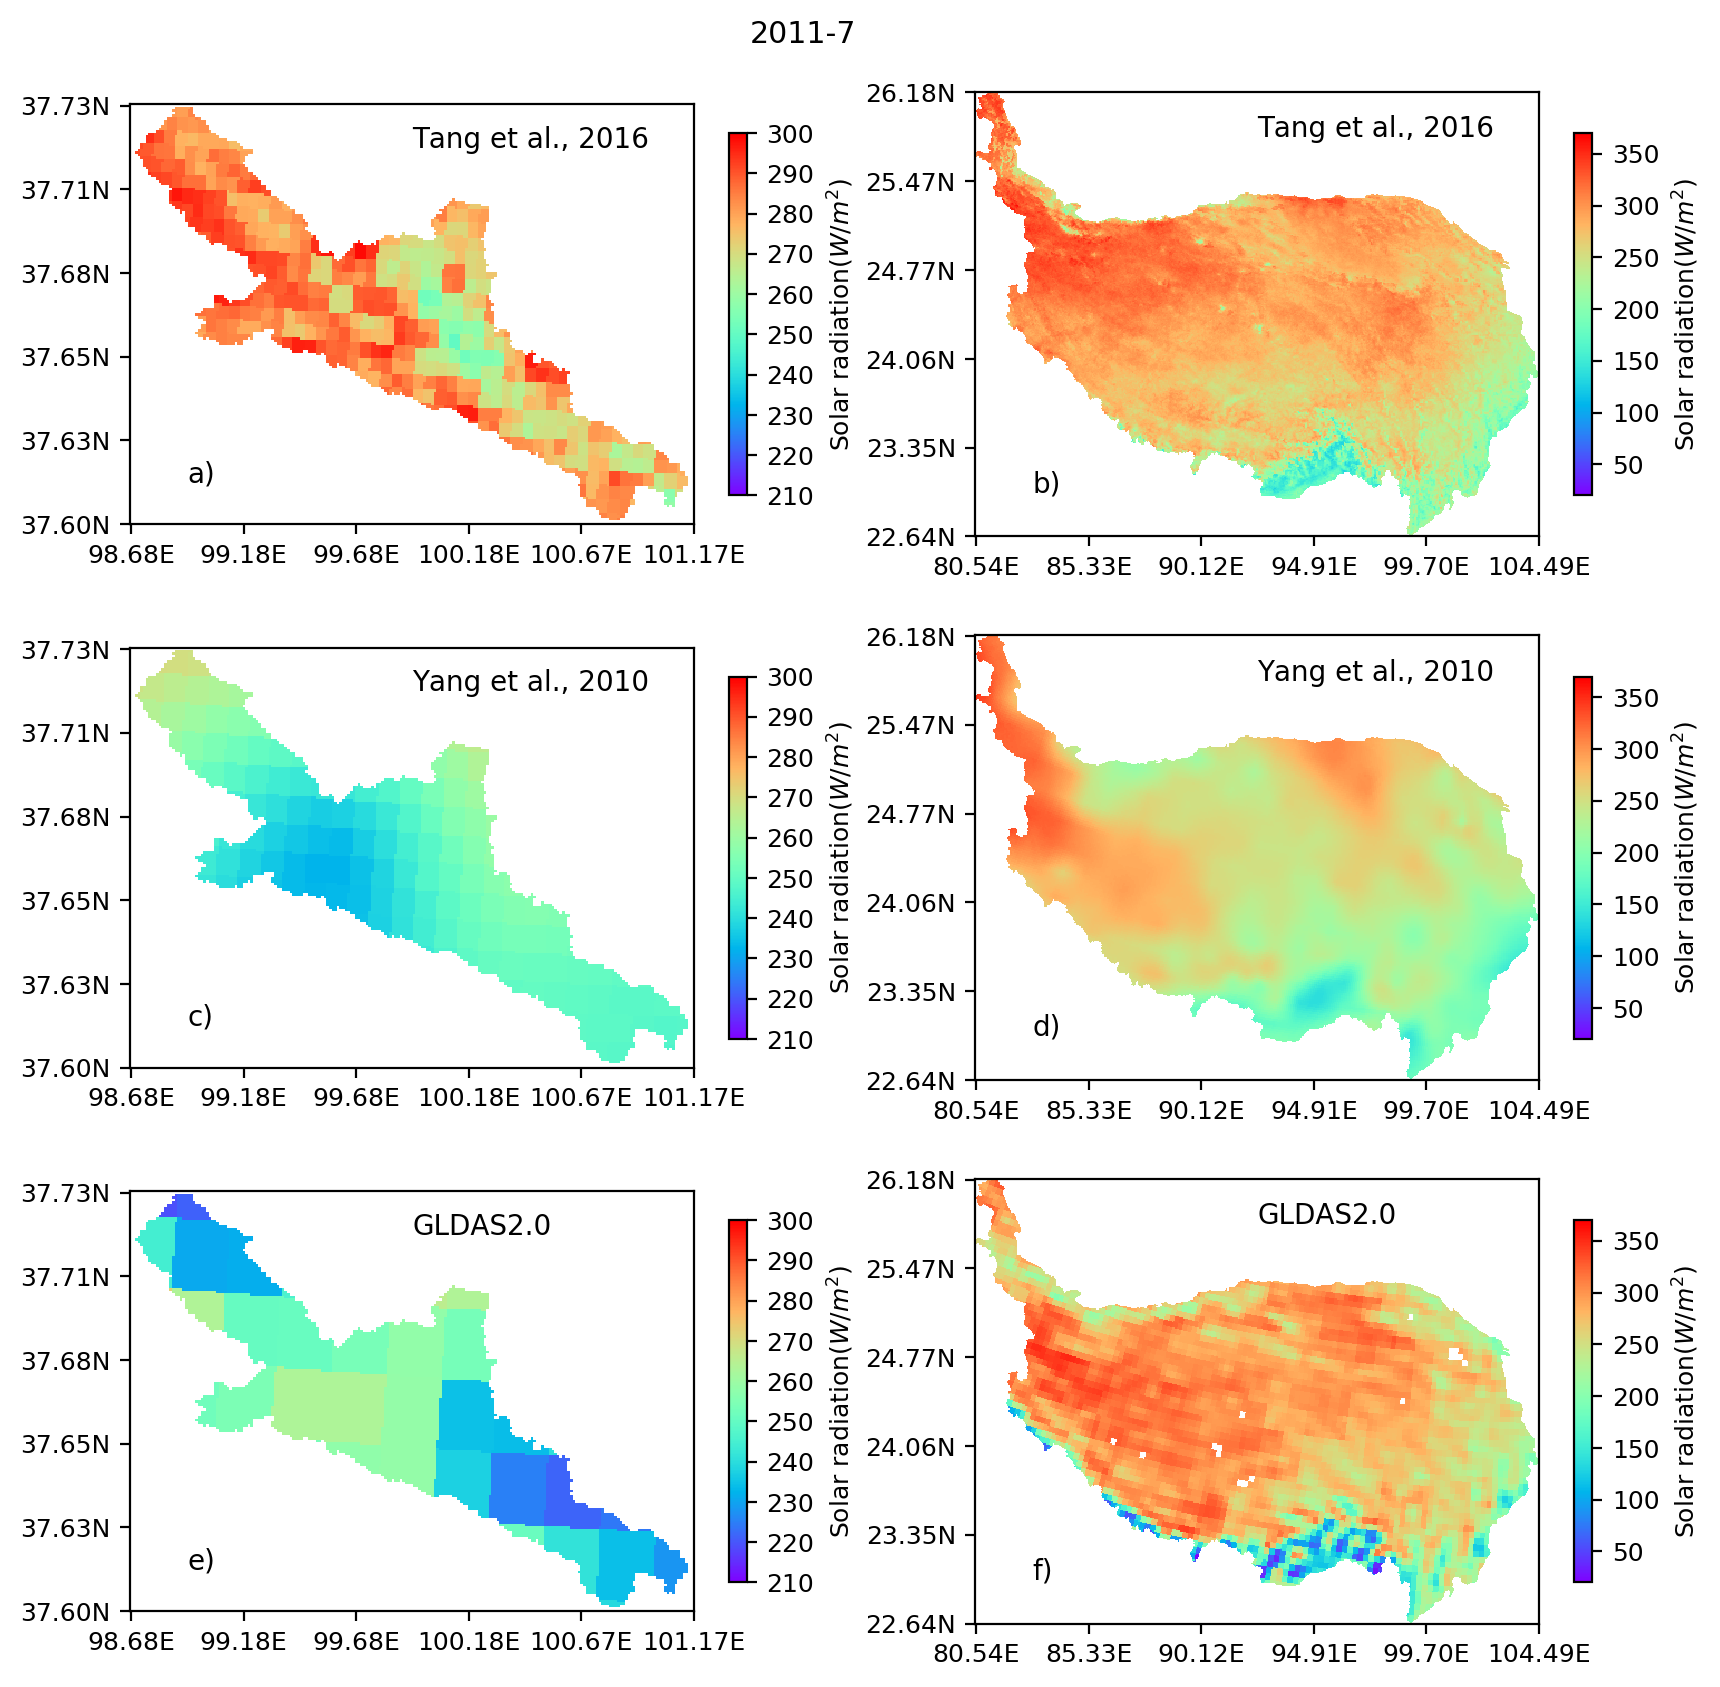 2011-7
37.73N
37.71N
37.68N
37.65N
37.63N
37.60N
98.68E 99.18E 99.68E 100.18E 100.67E 101.17E
Tang et al., 2016
a)
300
290
280
270
260
250
240
230
220
210
Solar radiation(W/m²)
26.18N
25.47N
24.77N
24.06N
23.35N
22.64N
80.54E 85.33E 90.12E 94.91E 99.70E 104.49E
Tang et al., 2016
b)
350
300
250
200
150
100
50
Solar radiation(W/m²)
37.73N
37.71N
37.68N
37.65N
37.63N
37.60N
98.68E 99.18E 99.68E 100.18E 100.67E 101.17E
Yang et al., 2010
c)
300
290
280
270
260
250
240
230
220
210
Solar radiation(W/m²)
26.18N
25.47N
24.77N
24.06N
23.35N
22.64N
80.54E 85.33E 90.12E 94.91E 99.70E 104.49E
Yang et al., 2010
d)
350
300
250
200
150
100
50
Solar radiation(W/m²)
37.73N
37.71N
37.68N
37.65N
37.63N
37.60N
98.68E 99.18E 99.68E 100.18E 100.67E 101.17E
GLDAS2.0
e)
300
290
280
270
260
250
240
230
220
210
Solar radiation(W/m²)
26.18N
25.47N
24.77N
24.06N
23.35N
22.64N
80.54E 85.33E 90.12E 94.91E 99.70E 104.49E
GLDAS2.0
f)
350
300
250
200
150
100
50
Solar radiation(W/m²)